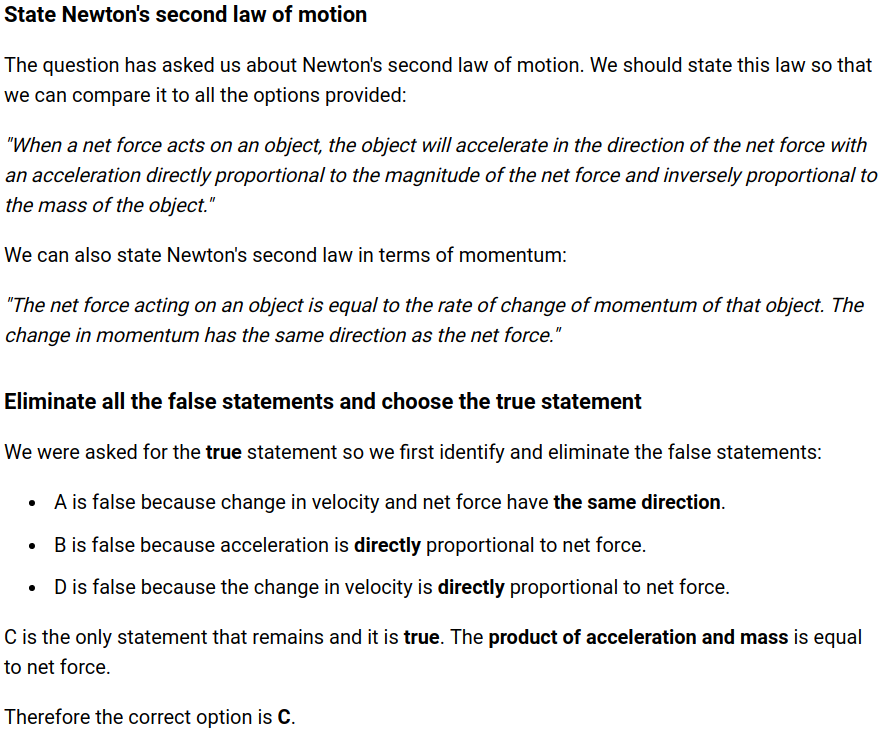 State Newton's second law of motion
The question has asked us about Newton's second law of motion. We should state this law so that
we can compare it to all the options provided:
"When a net force acts on an object, the object will accelerate in the direction of the net force with
an acceleration directly proportional to the magnitude of the net force and inversely proportional to
the mass of the object."
We can also state Newton's second law in terms of momentum:
"The net force acting on an object is equal to the rate of change of momentum of that object. The
change in momentum has the same direction as the net force."
Eliminate all the false statements and choose the true statement
We were asked for the true statement so we first identify and eliminate the false statements:
• A is false because change in velocity and net force have the same direction.
• B is false because acceleration is directly proportional to net force.
• D is false because the change in velocity is directly proportional to net force.
C is the only statement that remains and it is true. The product of acceleration and mass is equal
to net force.
Therefore the correct option is C.